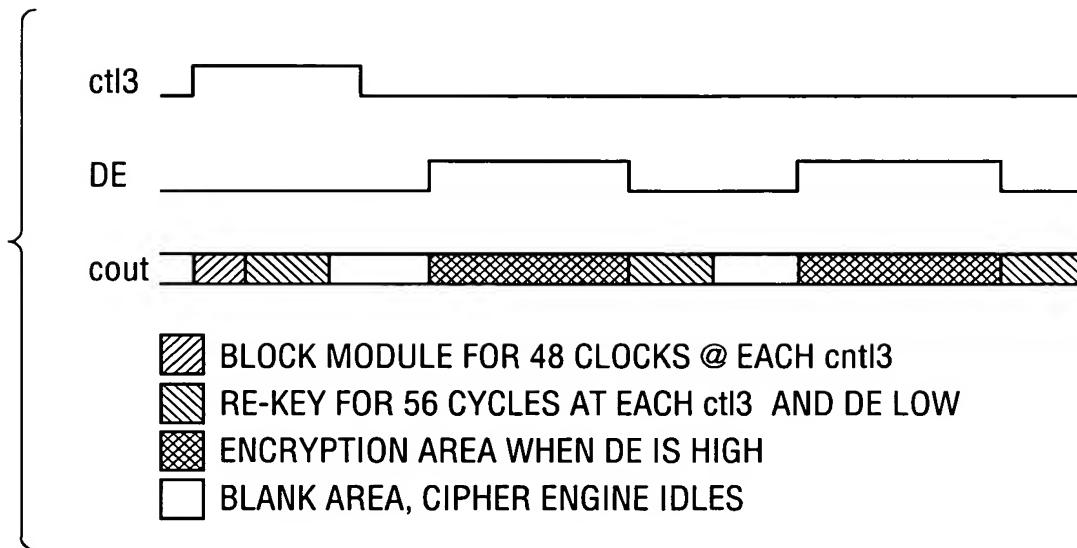 ctl3
DE
cout
BLOCK MODULE FOR 48 CLOCKS @ EACH cntl3
RE-KEY FOR 56 CYCLES AT EACH ctl3 AND DE LOW
ENCRYPTION AREA WHEN DE IS HIGH
BLANK AREA, CIPHER ENGINE IDLES